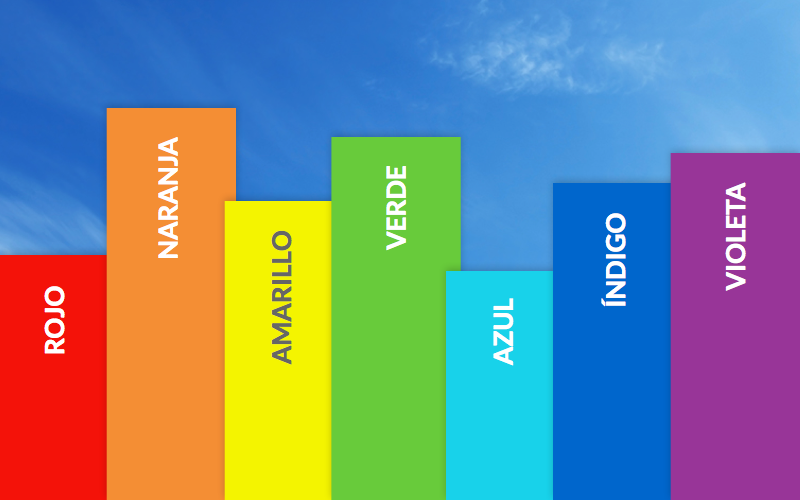 ROJO
NARANJA
AMARILLO
VERDE
AZUL
ÍNDIGO
VIOLETA